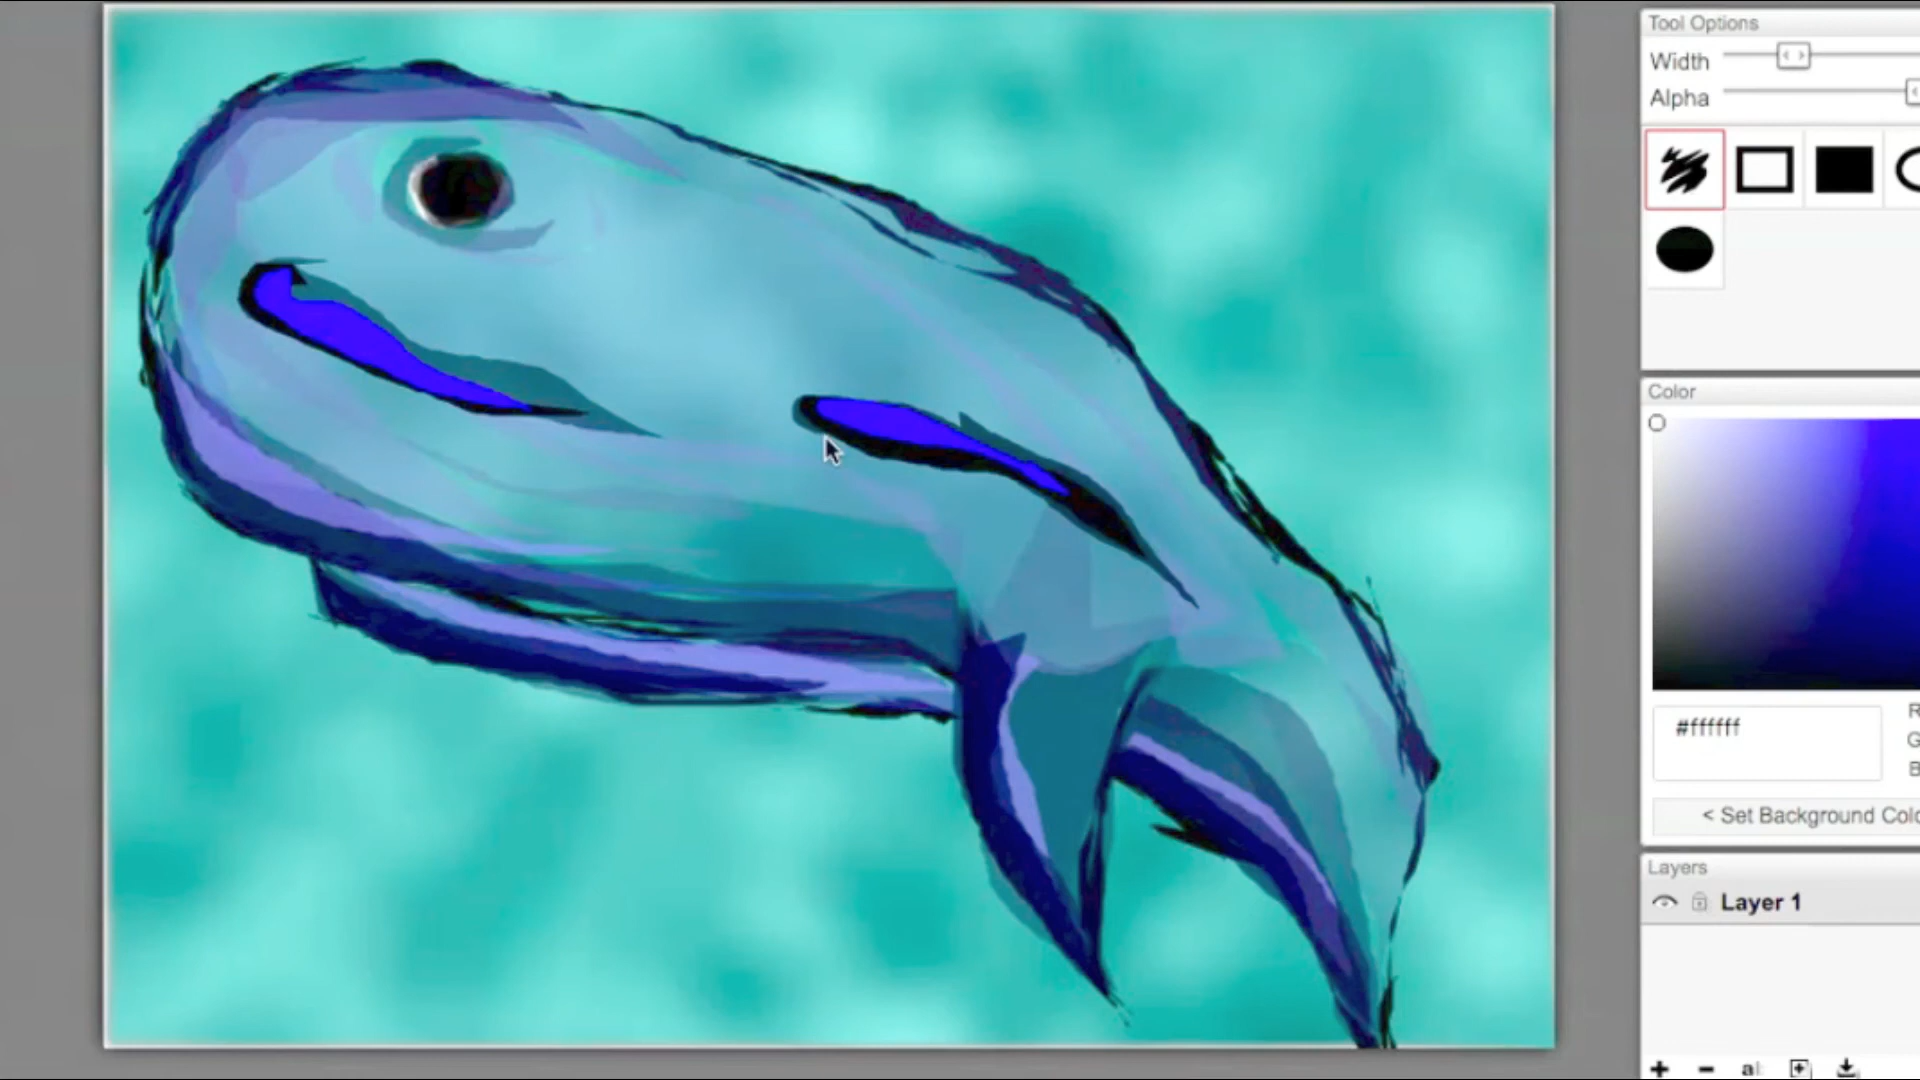 Tool Options
Width
Alpha
Color
#ffffff
R
G
B
< Set Background Colo
Layers
Layer 1
a